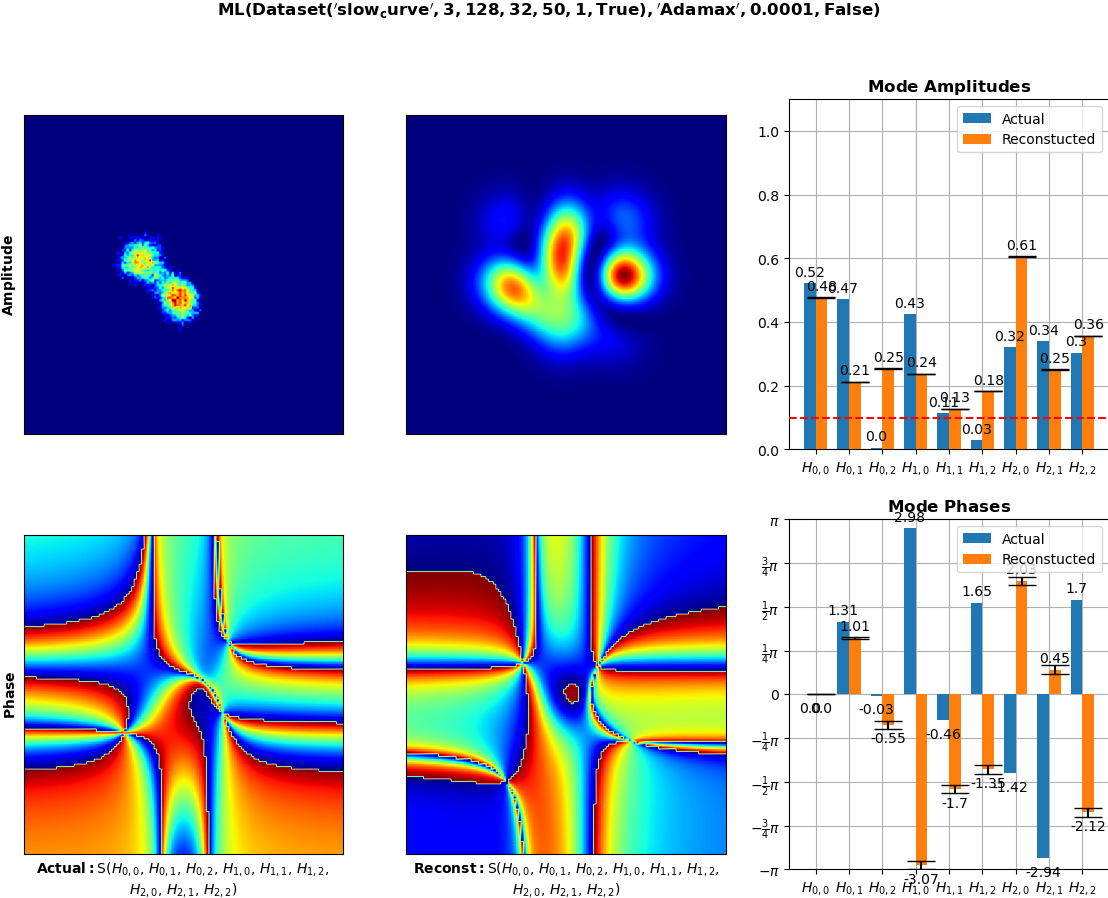 ML(Dataset('slow_curve', 3, 128, 32, 50, 1, True), 'Adamax', 0.0001, False)
Amplitude
Mode Amplitudes
Actual
Reconstucted
1.0
0.8
0.6
0.4
0.2
0.0
0.52
0.48
0.47
0.21
0.0
0.25
0.43
0.24
0.11
0.13
0.03
0.18
0.32
0.61
0.34
0.25
0.3
0.36
H0,0 H0,1 H0,2 H1,0 H1,1 H1,2 H2,0 H2,1 H2,2
Phase
Mode Phases
Actual
Reconstucted
π
3/4π
1/2π
1/4π
0
−1/4π
−1/2π
−3/4π
−π
0.0
0.0
1.31
1.01
-0.03
-0.55
2.98
-3.07
-0.46
-1.7
1.65
-1.35
-1.42
2.03
-2.94
0.45
1.7
-2.12
H0,0 H0,1 H0,2 H1,0 H1,1 H1,2 H2,0 H2,1 H2,2
Actual: S(H0,0, H0,1, H0,2, H1,0, H1,1, H1,2,
H2,0, H2,1, H2,2)
Reconst: S(H0,0, H0,1, H0,2, H1,0, H1,1, H1,2,
H2,0, H2,1, H2,2)